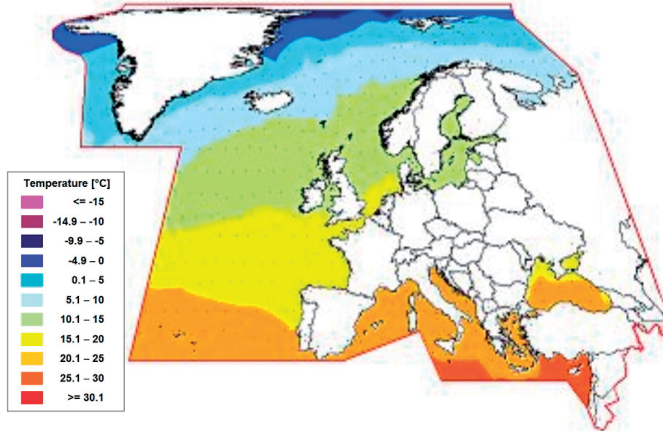 Temperature [°C]
<= -15
-14.9 – -10
-9.9 – -5
-4.9 – 0
0.1 – 5
5.1 – 10
10.1 – 15
15.1 – 20
20.1 – 25
25.1 – 30
>= 30.1